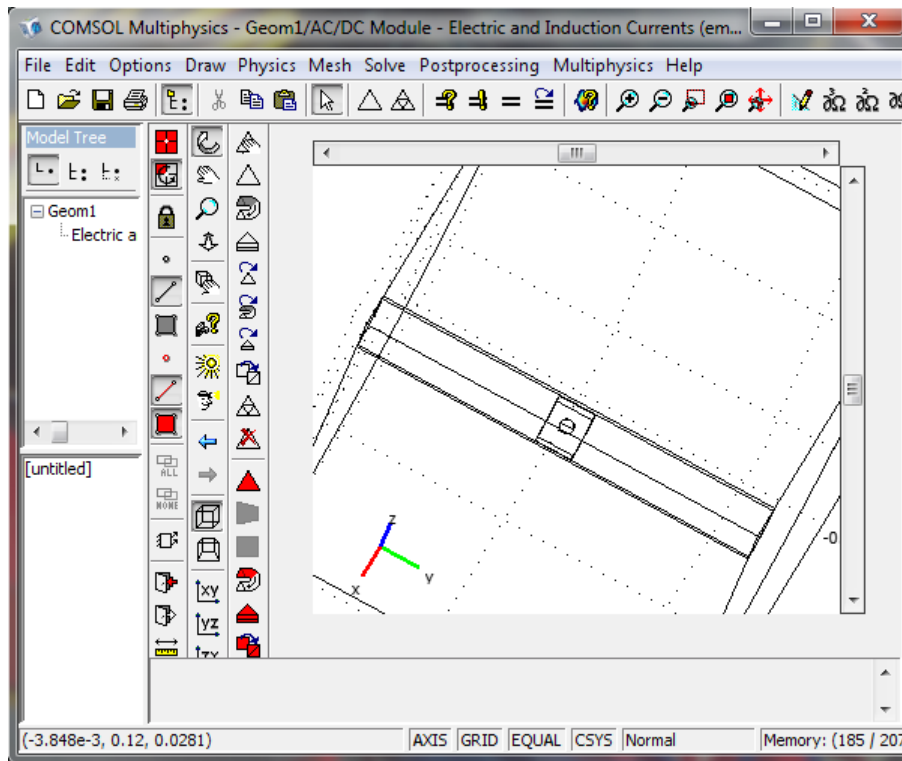 COMSOL Multiphysics - Geom1/AC/DC Module - Electric and Induction Currents (em...
File Edit Options Draw Physics Mesh Solve Postprocessing Multiphysics Help
Model Tree
Geom1
Electric a
[untitled]
ALL
NONE
xy
yz
zx
z
y
x
-0
(-3.848e-3, 0.12, 0.0281)
AXIS GRID EQUAL CSYS Normal Memory: (185 / 207